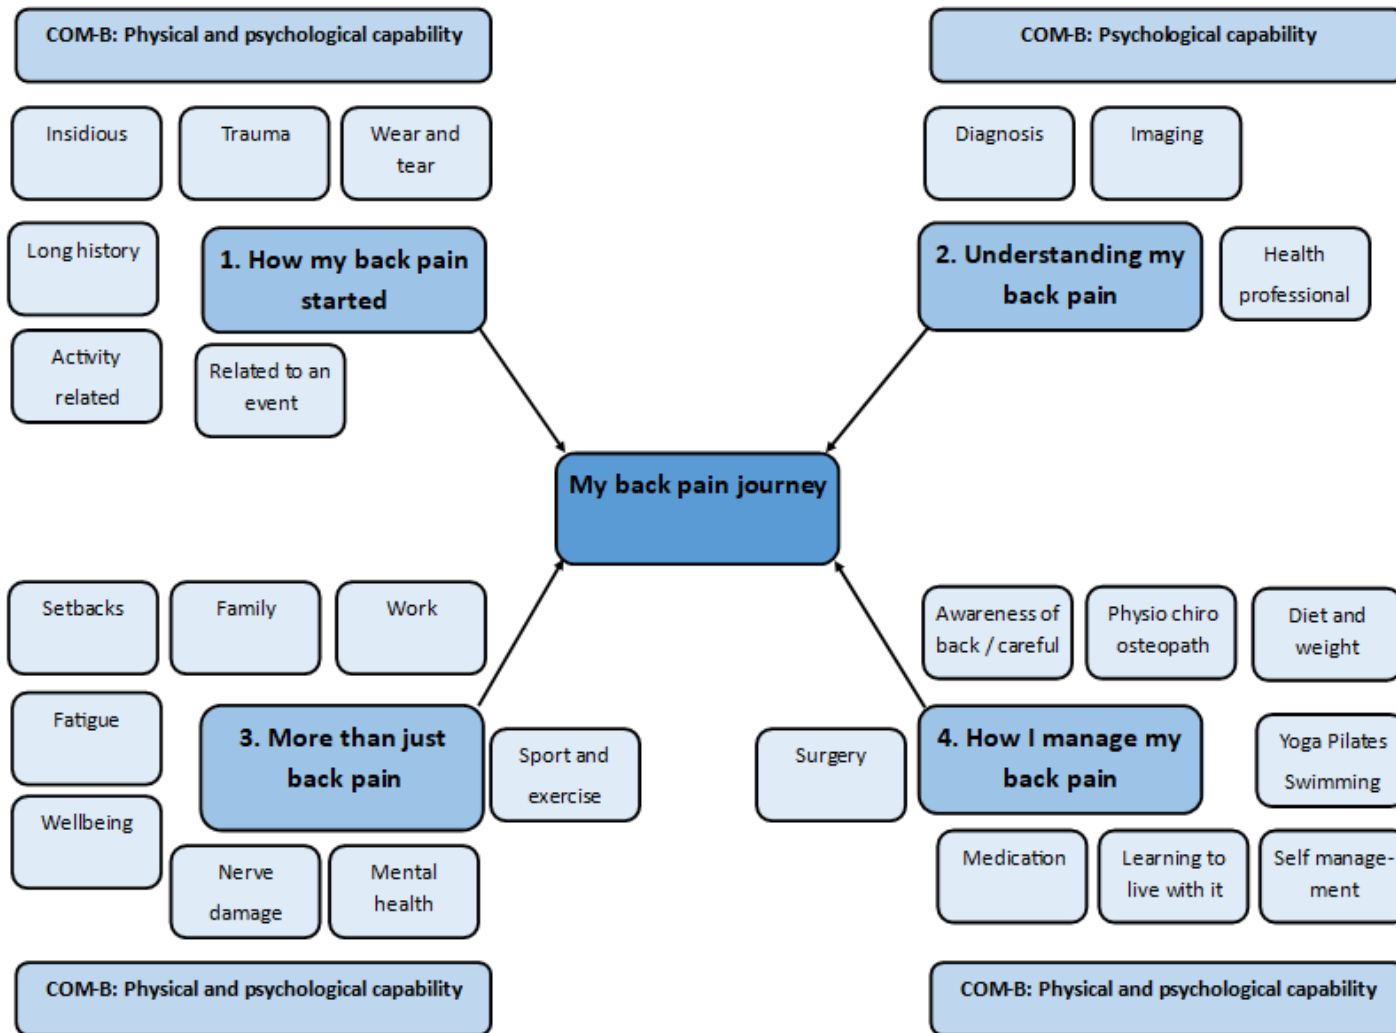 COM-B: Physical and psychological capability
COM-B: Psychological capability
Insidious
Trauma
Wear and
tear
Diagnosis
Imaging
Long history
1. How my back pain
started
2. Understanding my
back pain
Health
professional
Activity
related
Related to an
event
My back pain journey
Setbacks
Family
Work
Awareness of
back / careful
Physio chiro
osteopath
Diet and
weight
Fatigue
3. More than just
back pain
Sport and
exercise
Surgery
4. How I manage my
back pain
Yoga Pilates
Swimming
Wellbeing
Nerve
damage
Mental
health
Medication
Learning to
live with it
Self manage-
ment
COM-B: Physical and psychological capability
COM-B: Physical and psychological capability